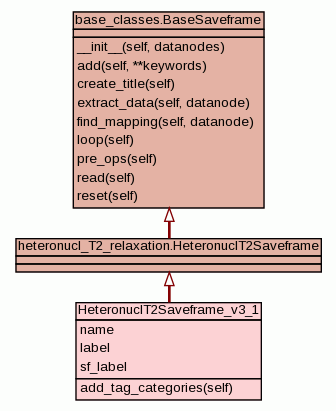 base_classes.BaseSaveframe
__init__(self, datanodes)
add(self, **keywords)
create_title(self)
extract_data(self, datanode)
find_mapping(self, datanode)
loop(self)
pre_ops(self)
read(self)
reset(self)
heteronucl_T2_relaxation.HeteronuclT2Saveframe
HeteronuclT2Saveframe_v3_1
name
label
sf_label
add_tag_categories(self)